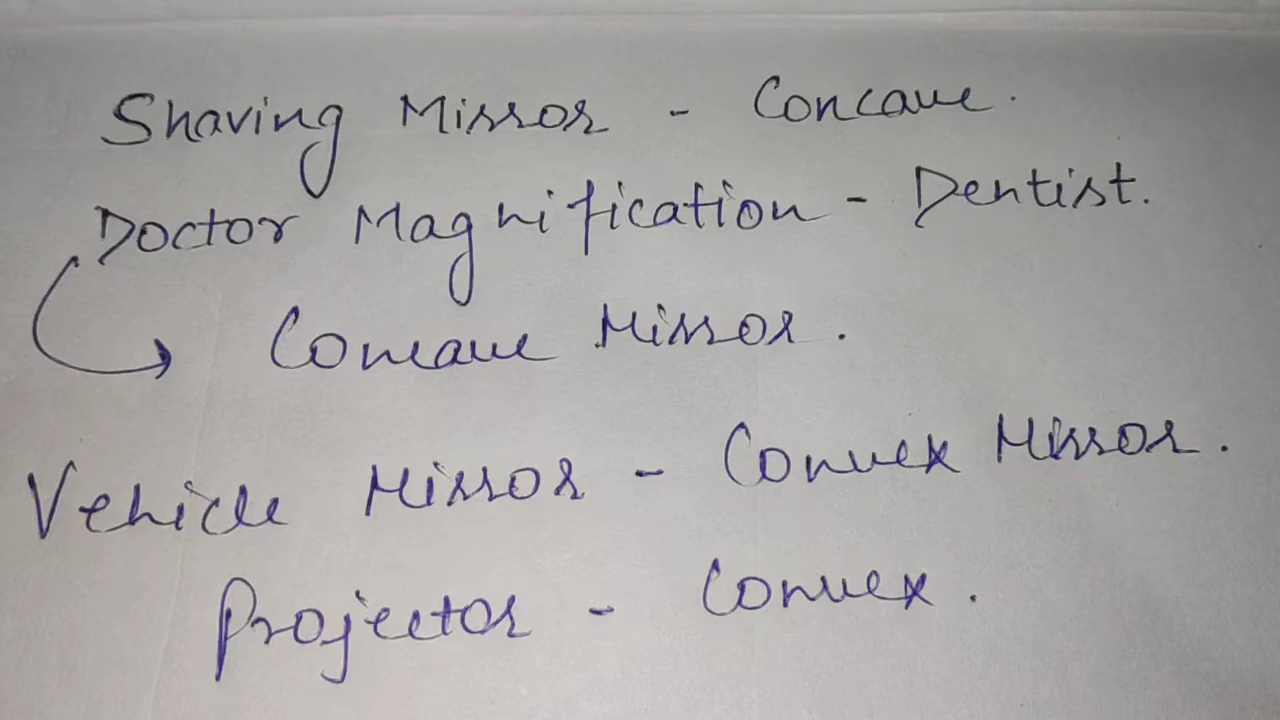 Shaving Mirror - Concave.
Doctor Magnification - Dentist.
Concave Mirror.
Vehicle Mirror - Convex Mirror.
Projector - Convex.